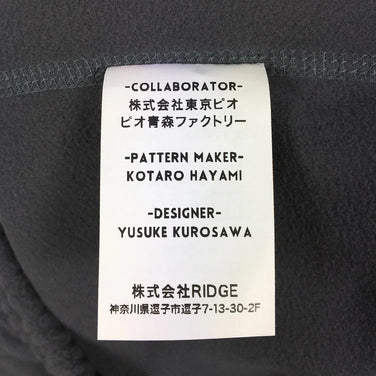 -COLLABORATOR-
株式会社東京ピオ
ピオ青森ファクトリー
-PATTERN MAKER-
KOTARO HAYAMI
-DESIGNER-
YUSUKE KUROSAWA
株式会社RIDGE
神奈川県逗子市逗子7-13-30-2F